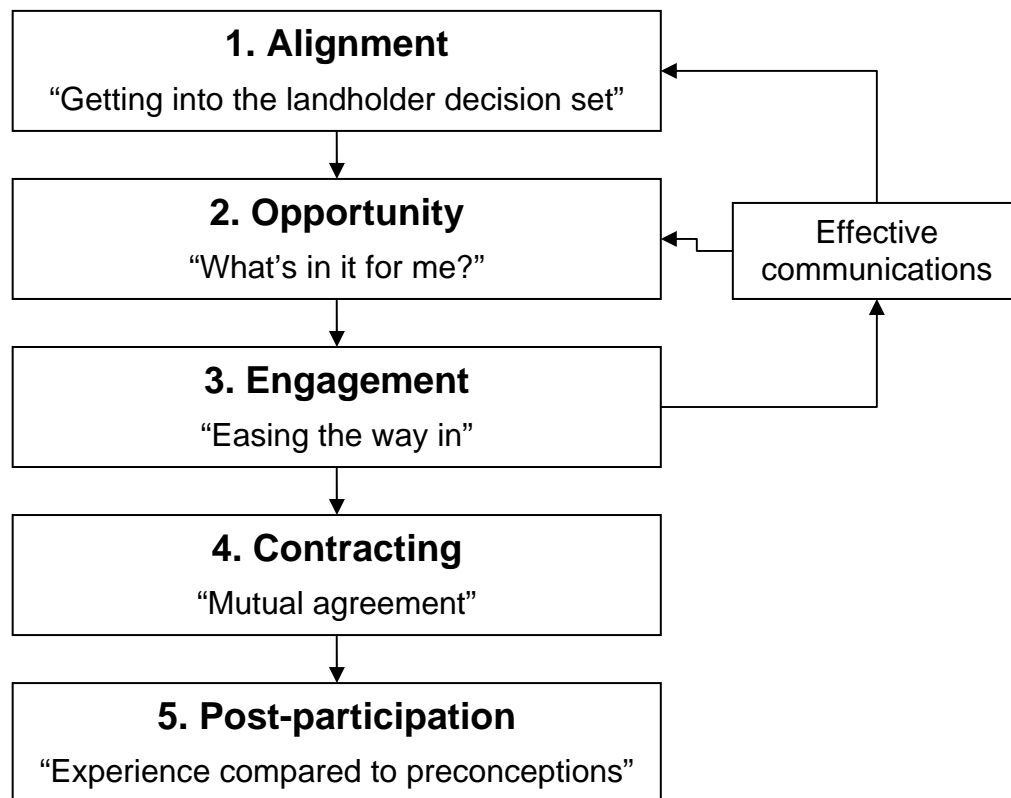 1. Alignment
“Getting into the landholder decision set”
2. Opportunity
“What’s in it for me?”
Effective
communications
3. Engagement
“Easing the way in”
4. Contracting
“Mutual agreement”
5. Post-participation
“Experience compared to preconceptions”